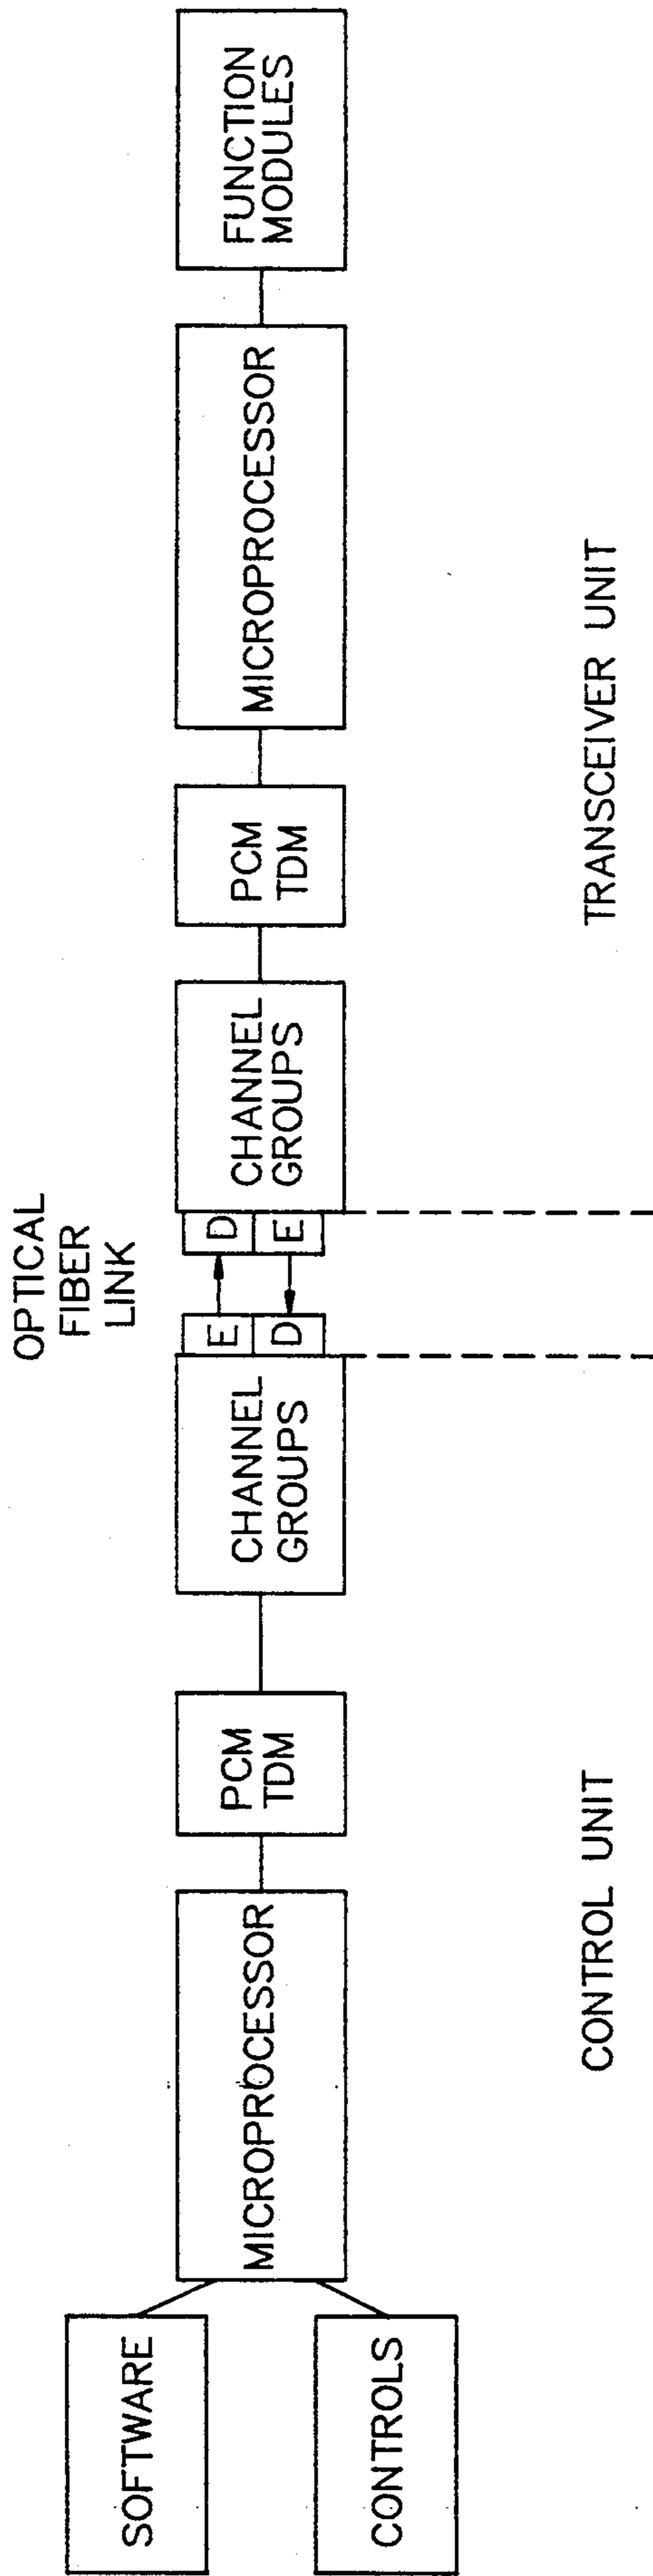 OPTICAL
FIBER
LINK
SOFTWARE
CONTROLS
MICROPROCESSOR
PCM
TDM
CHANNEL
GROUPS
E
D
D
E
CHANNEL
GROUPS
PCM
TDM
MICROPROCESSOR
FUNCTION
MODULES
CONTROL UNIT
TRANSCEIVER UNIT